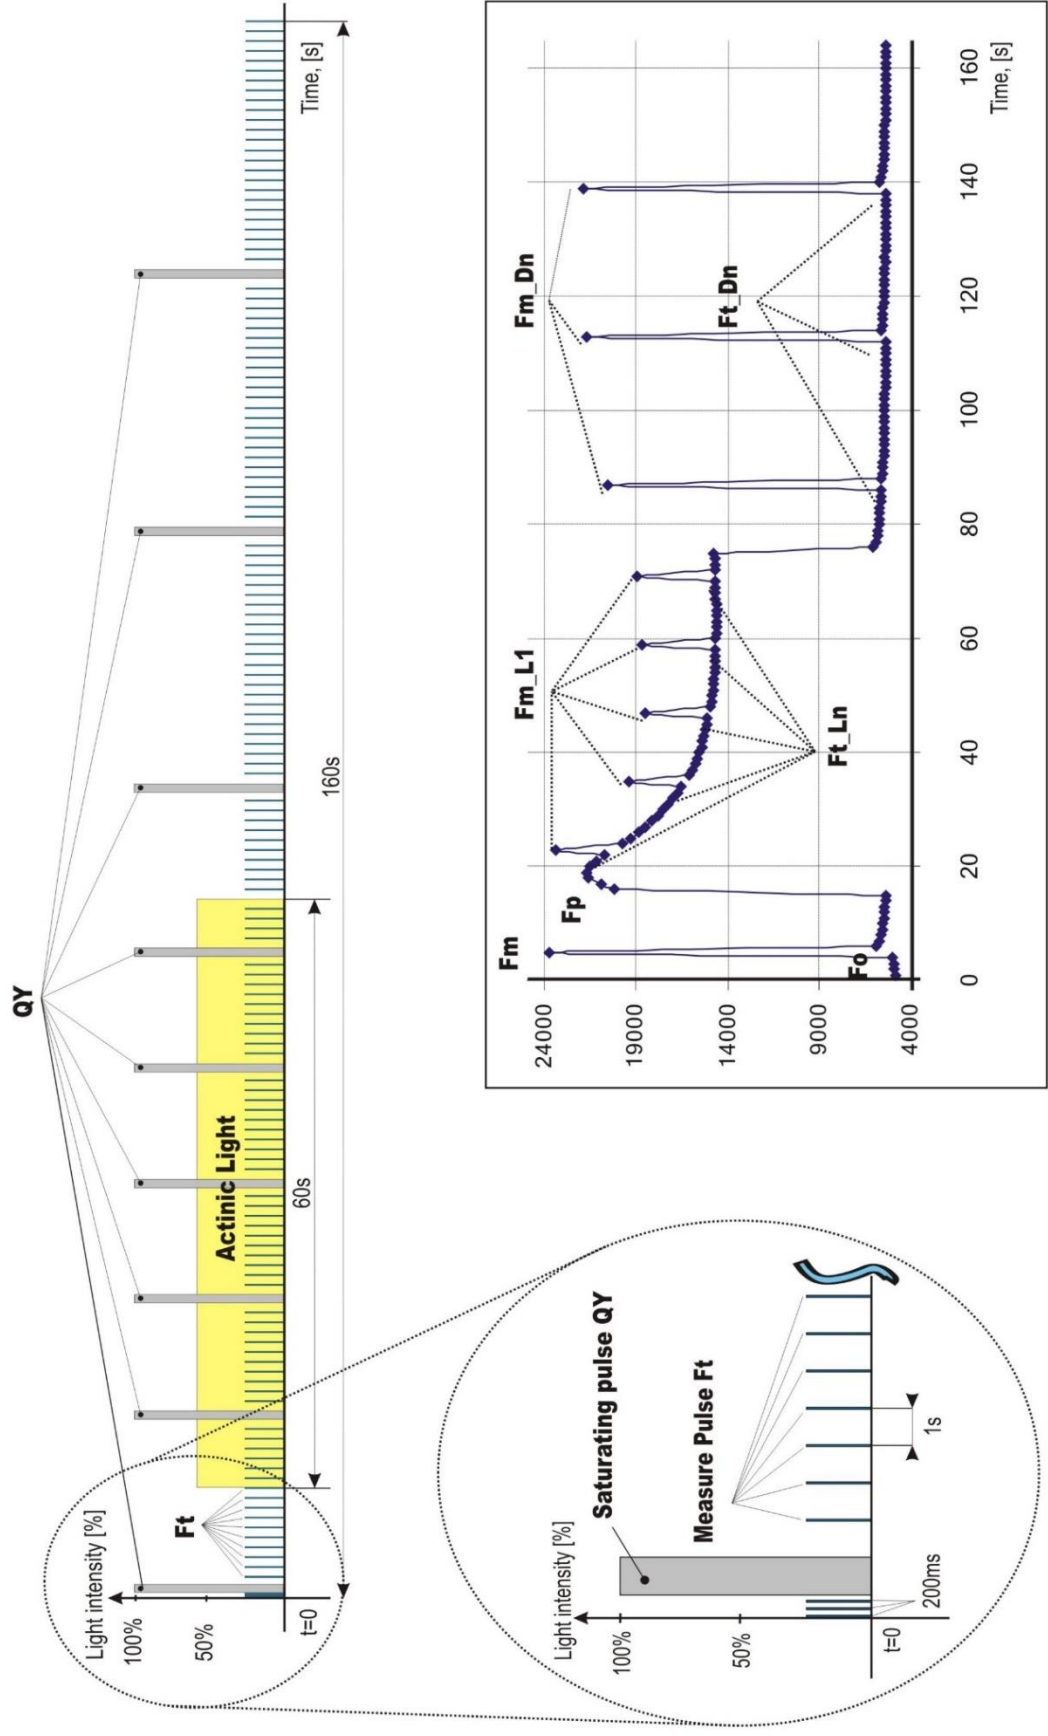 QY
Light intensity [%]
100%
50%
t=0
Ft
Actinic Light
60s
160s
Time, [s]
Light intensity [%]
100%
50%
t=0
Saturating pulse QY
Measure Pulse Ft
200ms
1s
24000
19000
14000
9000
4000
Fm
Fp
Fo
Fm_L1
Ft_Ln
Fm_Dn
Ft_Dn
0
20
40
60
80
100
120
140
160
Time, [s]